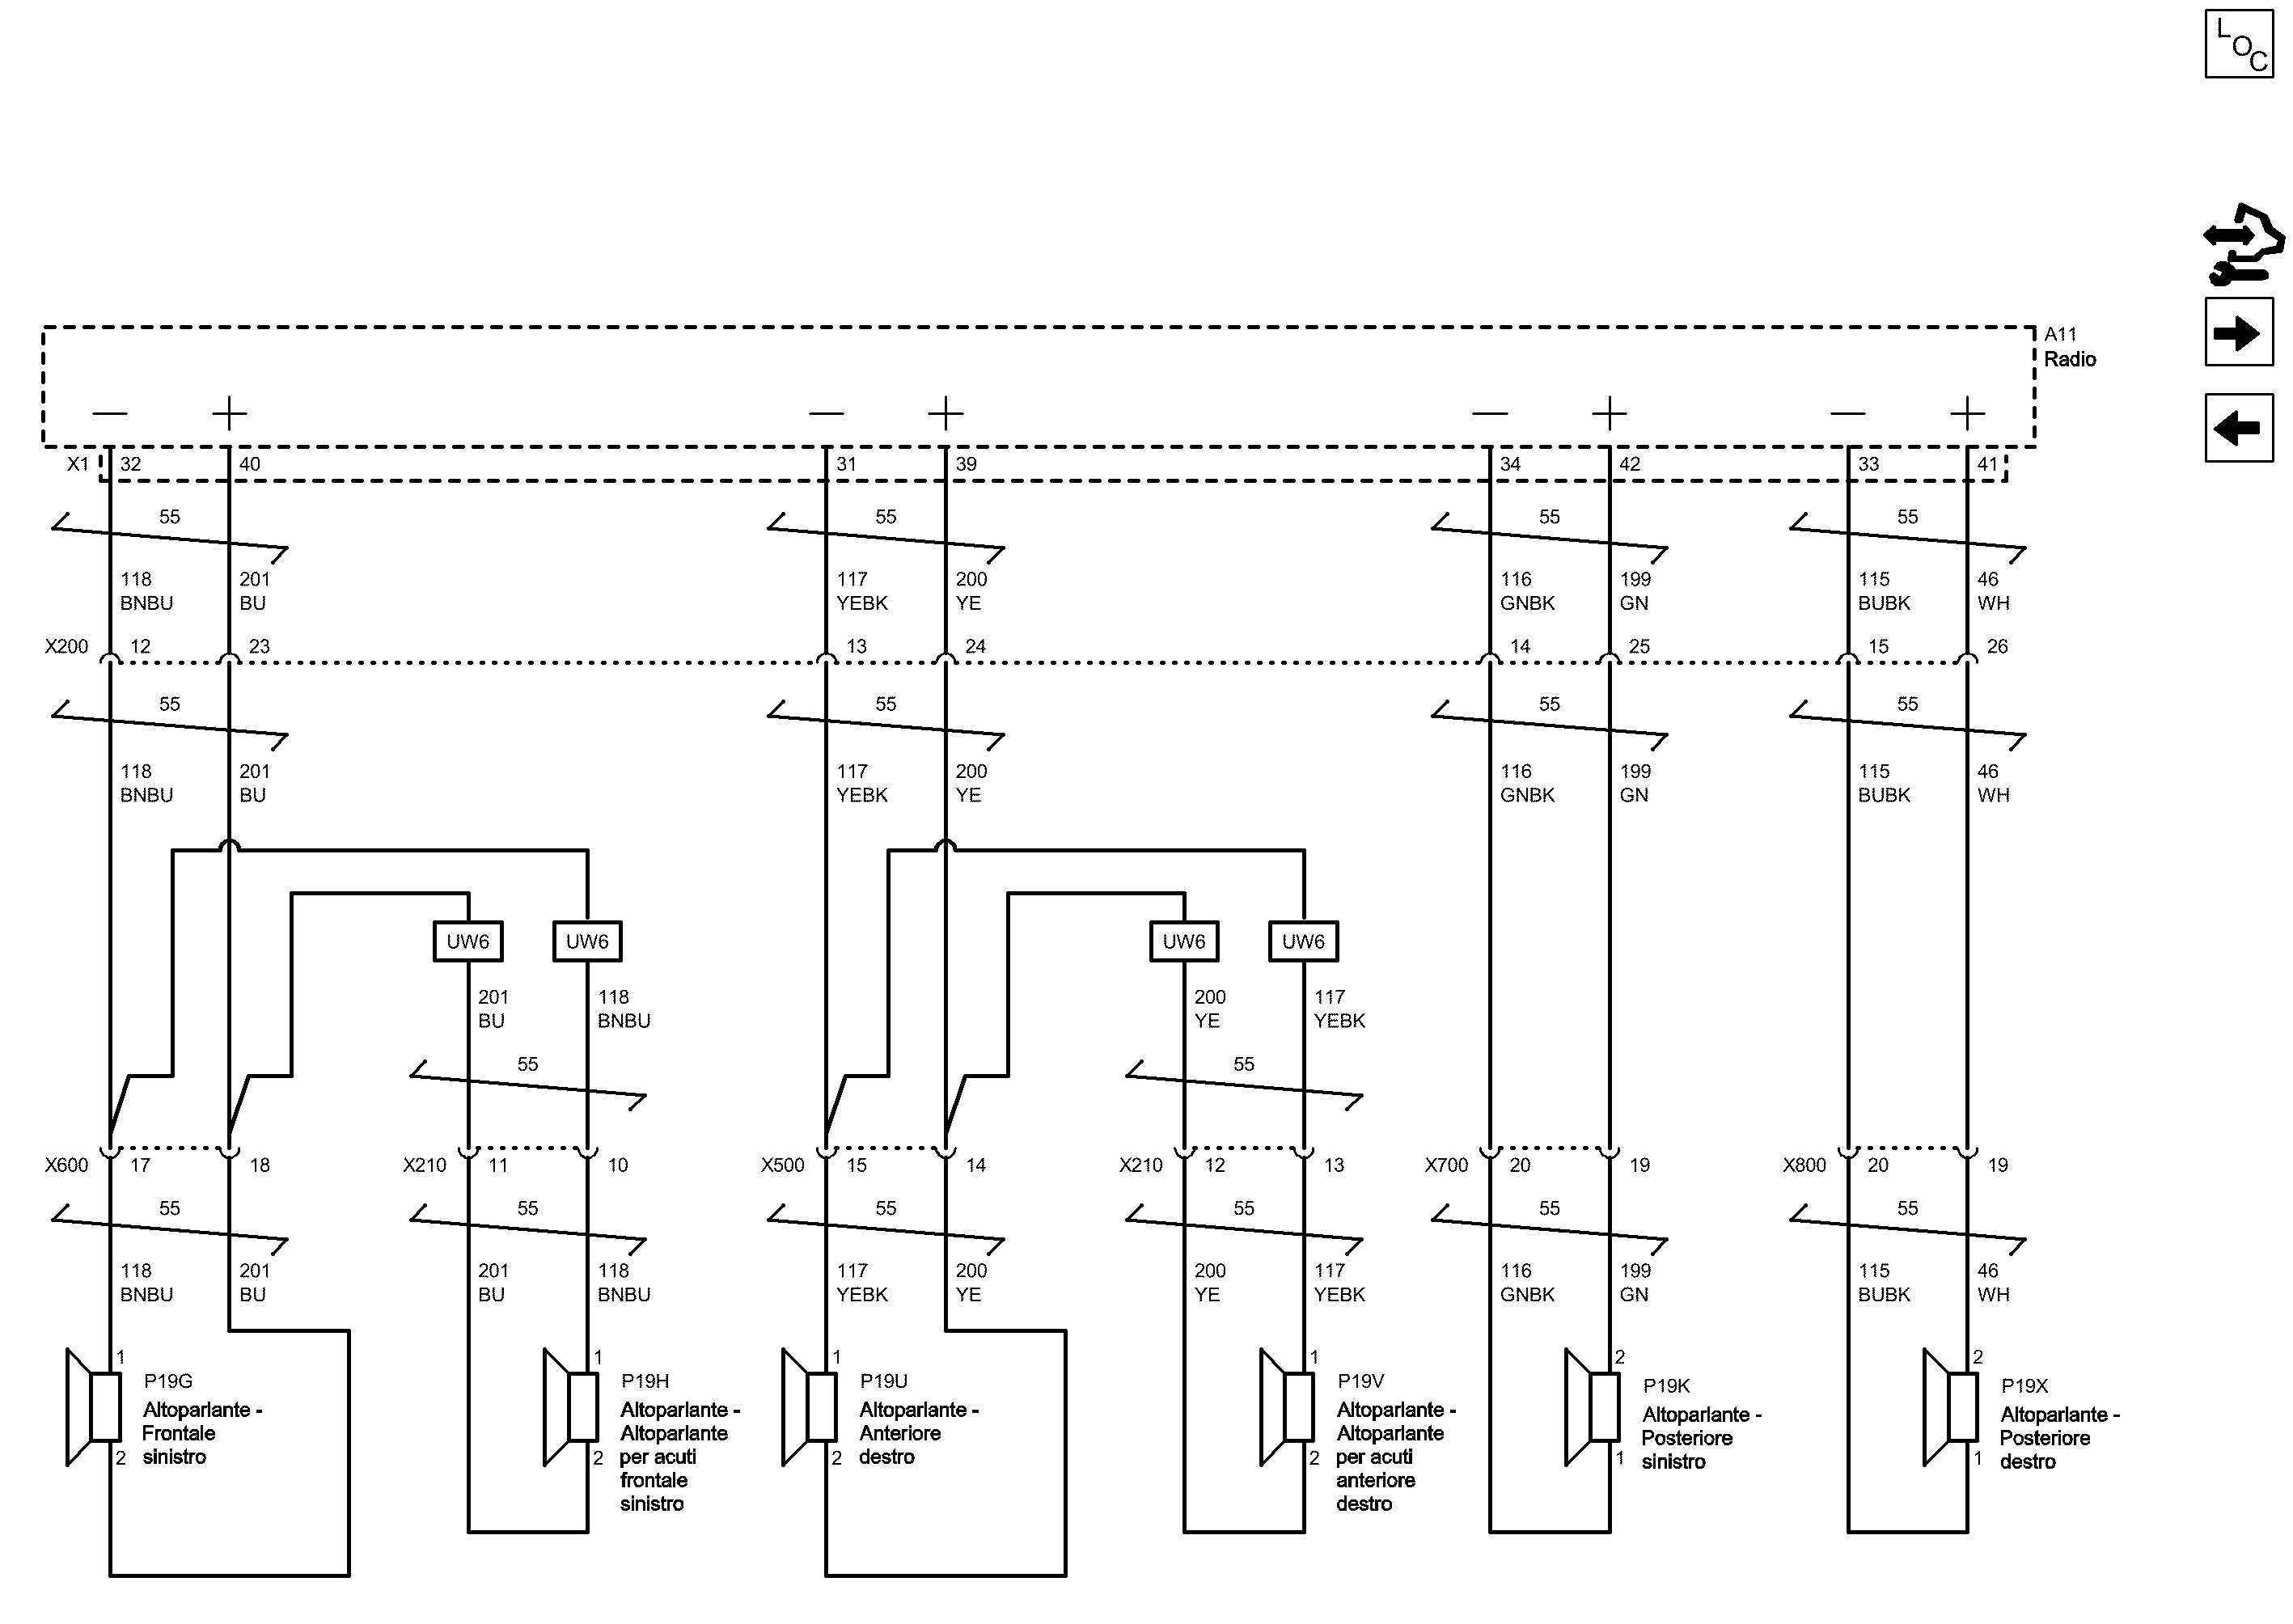 L
O
C
A11
Radio
X1 32 40 31 39 34 42 33 41
55 55 55 55
118 201 117 200 116 199 115 46
BNBU BU YEBK YE GNBK GN BUBK WH
X200 12 23 13 24 14 25 15 26
55 55 55 55
118 201 117 200 116 199 115 46
BNBU BU YEBK YE GNBK GN BUBK WH
UW6 UW6 UW6 UW6
201 118 200 117
BU BNBU YE YEBK
55 55
X600 17 18 X210 11 10 X500 15 14 X210 12 13 X700 20 19 X800 20 19
55 55 55 55 55 55
118 201 201 118 117 200 200 117 116 199 115 46
BNBU BU BU BNBU YEBK YE YE YEBK GNBK GN BUBK WH
1
P19G
Altoparlante -
Frontale
sinistro
2
1
P19H
Altoparlante -
Altoparlante
per acuti
frontale
sinistro
2
1
P19U
Altoparlante -
Anteriore
destro
2
1
P19V
Altoparlante -
Altoparlante
per acuti
anteriore
destro
2
2
P19K
Altoparlante -
Posteriore
sinistro
1
2
P19X
Altoparlante -
Posteriore
destro
1